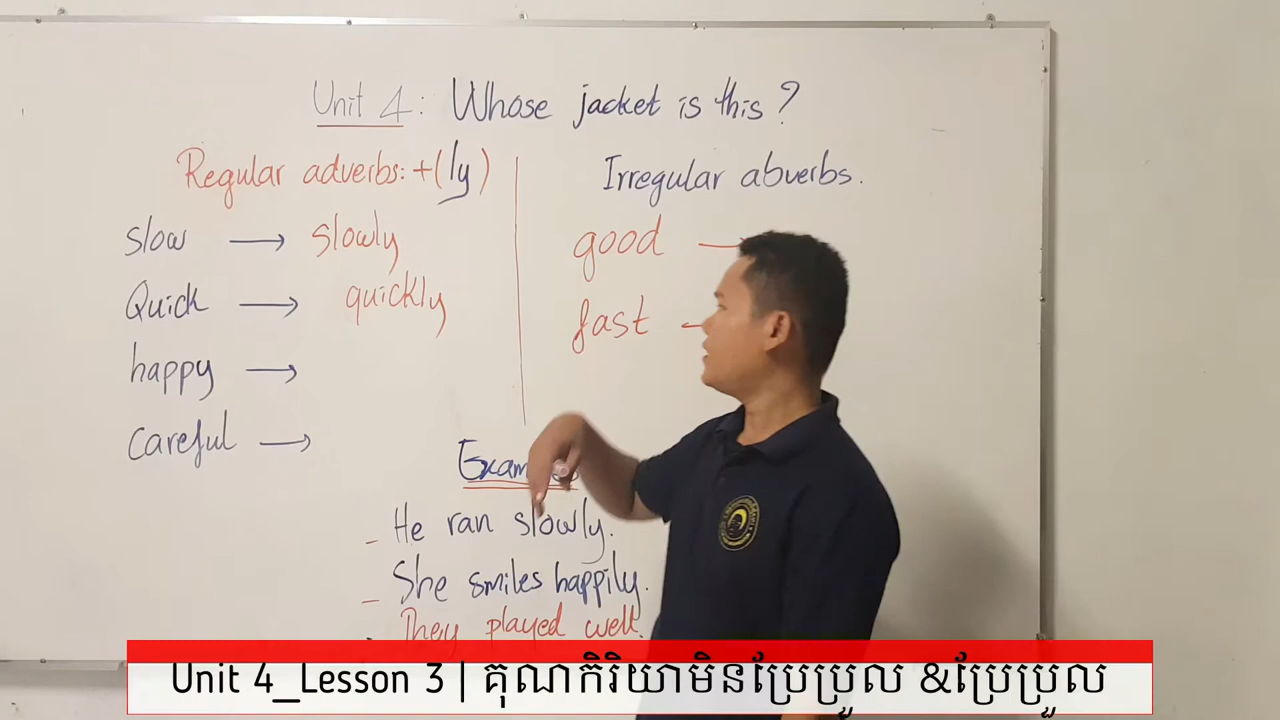 Unit 4: Whose jacket is this?
Regular adverbs: +(ly)
slow → slowly
Quick → quickly
happy →
careful →
Irregular abverbs.
good →
fast
He ran slowly.
She smiles happily.
They played well.
Unit 4_Lesson 3 | គុណកិរិយាមិនប្រែប្រួល &ប្រែប្រួល